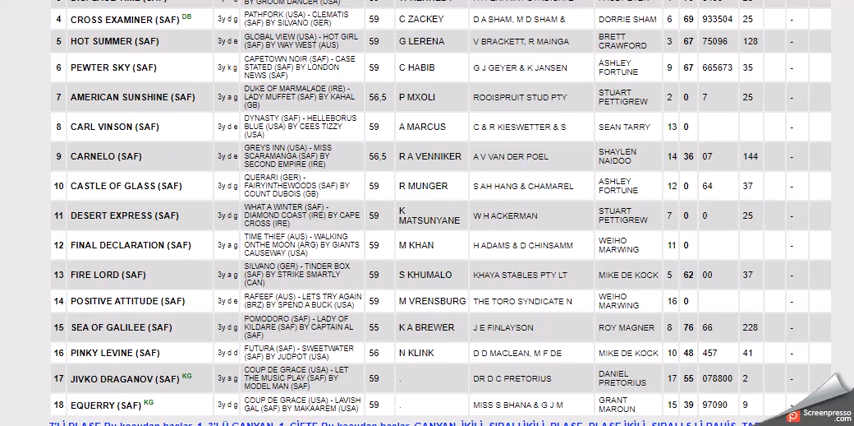 4 CROSS EXAMINER (SAF) DB 3y d g PATHFORK (USA) - CLEMATIS (SAF) BY SILVANO (GER) 59 C ZACKEY D A SHAM, M D SHAM & DORRIE SHAM 6 69 933504 25 -
5 HOT SUMMER (SAF) 3y d e GLOBAL VIEW (USA) - HOT GIRL (SAF) BY WAY WEST (AUS) 59 G LERENA V BRACKETT, R MAINGA BRETT CRAWFORD 3 67 75096 128 -
6 PEWTER SKY (SAF) 3y k g CAPETOWN NOIR (SAF) - CASE STATED (SAF) BY LONDON NEWS (SAF) 59 C HABIB G J GEYER & K JANSEN ASHLEY FORTUNE 9 67 665673 35 -
7 AMERICAN SUNSHINE (SAF) 3y a g DUKE OF MARMALADE (IRE) - LADY MUFFET (SAF) BY KAHAL (GB) 56,5 P MXOLI ROOISPRUIT STUD PTY STUART PETTIGREW 2 0 7 25 -
8 CARL VINSON (SAF) 3y d e DYNASTY (SAF) - HELLEBORUS BLUE (USA) BY CEES TIZZY (USA) 59 A MARCUS C & R KIESWETTER & S SEAN TARRY 13 0 -
9 CARNELO (SAF) 3y d e GREYS INN (USA) - MISS SCARAMANGA (SAF) BY SECOND EMPIRE (IRE) 56,5 R A VENNIKER A V VAN DER POEL SHAYLEN NAIDOO 14 36 07 144 -
10 CASTLE OF GLASS (SAF) 3y d g QUERARI (GER) - FAIRYINTHEWOODS (SAF) BY COUNT DUBOIS (GB) 59 R MUNGER S AH HANG & CHAMAREL ASHLEY FORTUNE 12 0 64 37 -
11 DESERT EXPRESS (SAF) 3y d g WHAT A WINTER (SAF) - DIAMOND COAST (IRE) BY CAPE CROSS (IRE) 59 K MATSUNYANE W H ACKERMAN STUART PETTIGREW 7 0 0 25 -
12 FINAL DECLARATION (SAF) 3y a g TIME THIEF (AUS) - WALKING ONTHE MOON (ARG) BY GIANTS CAUSEWAY (USA) 59 M KHAN H ADAMS & D CHINSAMM WEIHO MARWING 11 0 -
13 FIRE LORD (SAF) 3y a g SILVANO (GER) - TINDER BOX (SAF) BY STRIKE SMARTLY (CAN) 59 S KHUMALO KHAYA STABLES PTY LT MIKE DE KOCK 5 62 00 37 -
14 POSITIVE ATTITUDE (SAF) 3y d e RAFEEF (AUS) - LETS TRY AGAIN (BRZ) BY SPEND A BUCK (USA) 59 M VRENSBURG THE TORO SYNDICATE N WEIHO MARWING 16 0 -
15 SEA OF GALILEE (SAF) 3y d g POMODORO (SAF) - LADY OF KILDARE (SAF) BY CAPTAIN AL (SAF) 55 K A BREWER J E FINLAYSON ROY MAGNER 8 76 66 228 -
16 PINKY LEVINE (SAF) 3y d d FUTURA (SAF) - SWEETWATER (SAF) BY JUDPOT (USA) 56 N KLINK D D MACLEAN, M F DE MIKE DE KOCK 10 48 457 41 -
17 JIVKO DRAGANOV (SAF) KG 3y a g COUP DE GRACE (USA) - LET THE MUSIC PLAY (SAF) BY MODEL MAN (SAF) 59 . DR D C PRETORIUS DANIEL PRETORIUS 17 55 078800 2 -
18 EQUERRY (SAF) KG 3y d g COUP DE GRACE (USA) - LAVISH GAL (SAF) BY MAKAAREM (USA) 59 . MISS S BHANA & G J M GRANT MAROUN 15 39 97090 9 -
Screenpresso